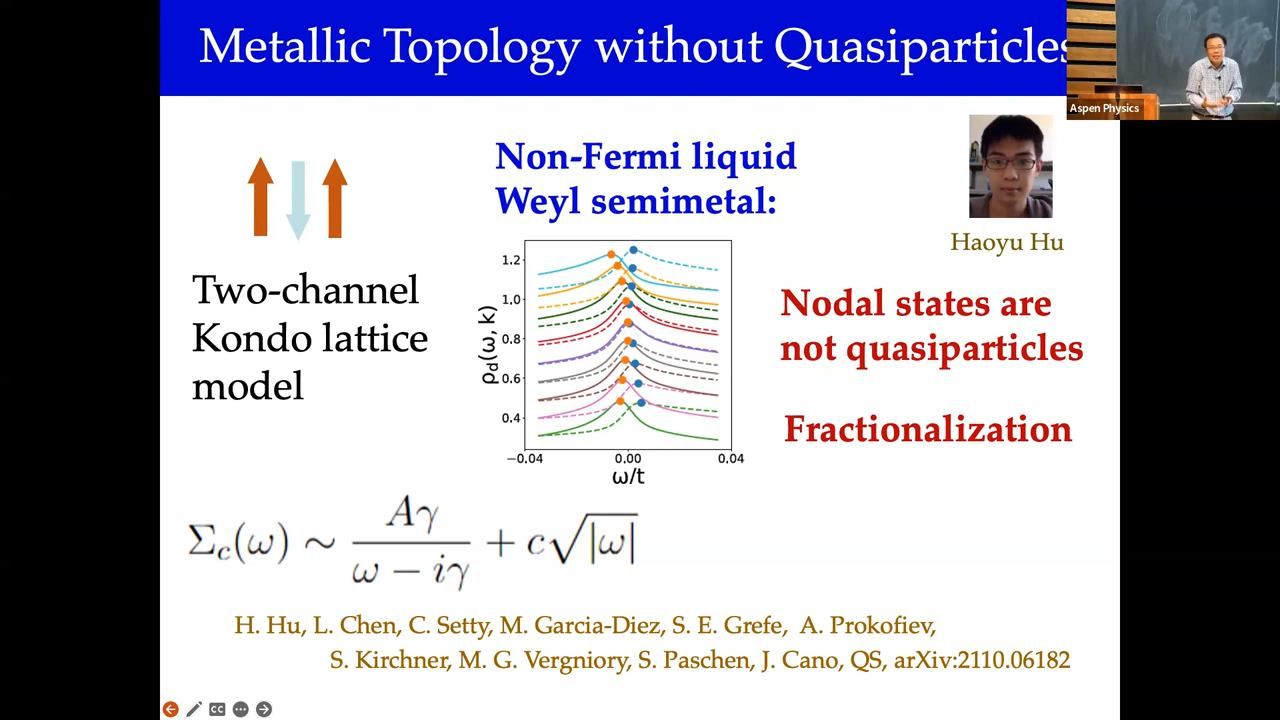 Metallic Topology without Quasiparticles
Aspen Physics
Non-Fermi liquid
Weyl semimetal:
Haoyu Hu
Two-channel
Kondo lattice
model
ρd(ω, k)
1.2
1.0
0.8
0.6
0.4
−0.04
0.00
0.04
ω/t
Nodal states are
not quasiparticles
Fractionalization
Σc(ω) ∼ Aγ / (ω − iγ) + c√|ω|
H. Hu, L. Chen, C. Setty, M. Garcia-Diez, S. E. Grefe, A. Prokofiev,
S. Kirchner, M. G. Vergniory, S. Paschen, J. Cano, QS, arXiv:2110.06182
CC